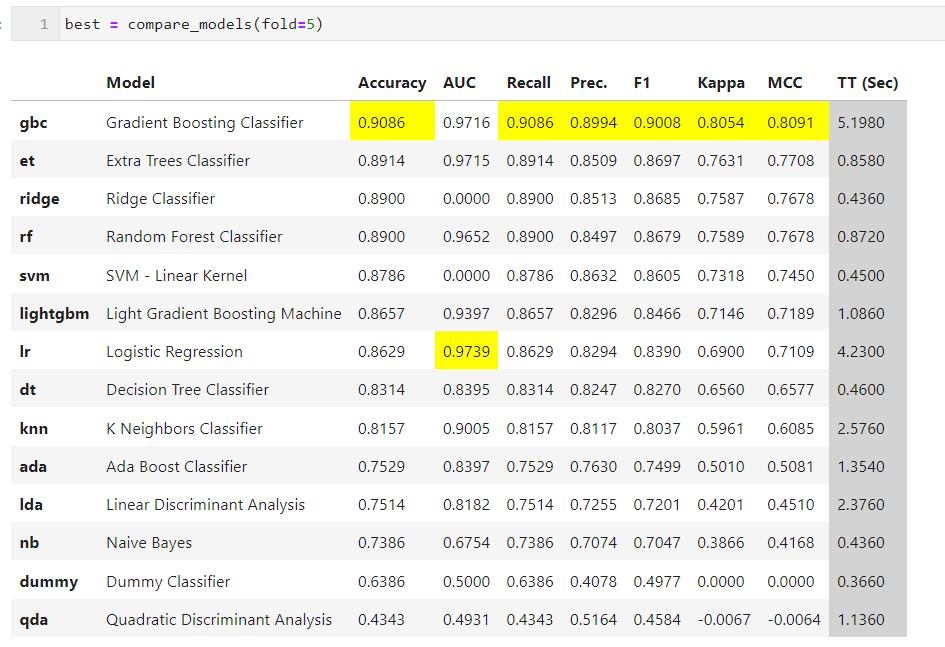 1 best = compare_models(fold=5)
Model Accuracy AUC Recall Prec. F1 Kappa MCC TT (Sec)
gbc Gradient Boosting Classifier 0.9086 0.9716 0.9086 0.8994 0.9008 0.8054 0.8091 5.1980
et Extra Trees Classifier 0.8914 0.9715 0.8914 0.8509 0.8697 0.7631 0.7708 0.8580
ridge Ridge Classifier 0.8900 0.0000 0.8900 0.8513 0.8685 0.7587 0.7678 0.4360
rf Random Forest Classifier 0.8900 0.9652 0.8900 0.8497 0.8679 0.7589 0.7678 0.8720
svm SVM - Linear Kernel 0.8786 0.0000 0.8786 0.8632 0.8605 0.7318 0.7450 0.4500
lightgbm Light Gradient Boosting Machine 0.8657 0.9397 0.8657 0.8296 0.8466 0.7146 0.7189 1.0860
lr Logistic Regression 0.8629 0.9739 0.8629 0.8294 0.8390 0.6900 0.7109 4.2300
dt Decision Tree Classifier 0.8314 0.8395 0.8314 0.8247 0.8270 0.6560 0.6577 0.4600
knn K Neighbors Classifier 0.8157 0.9005 0.8157 0.8117 0.8037 0.5961 0.6085 2.5760
ada Ada Boost Classifier 0.7529 0.8397 0.7529 0.7630 0.7499 0.5010 0.5081 1.3540
lda Linear Discriminant Analysis 0.7514 0.8182 0.7514 0.7255 0.7201 0.4201 0.4510 2.3760
nb Naive Bayes 0.7386 0.6754 0.7386 0.7074 0.7047 0.3866 0.4168 0.4360
dummy Dummy Classifier 0.6386 0.5000 0.6386 0.4078 0.4977 0.0000 0.0000 0.3660
qda Quadratic Discriminant Analysis 0.4343 0.4931 0.4343 0.5164 0.4584 -0.0067 -0.0064 1.1360